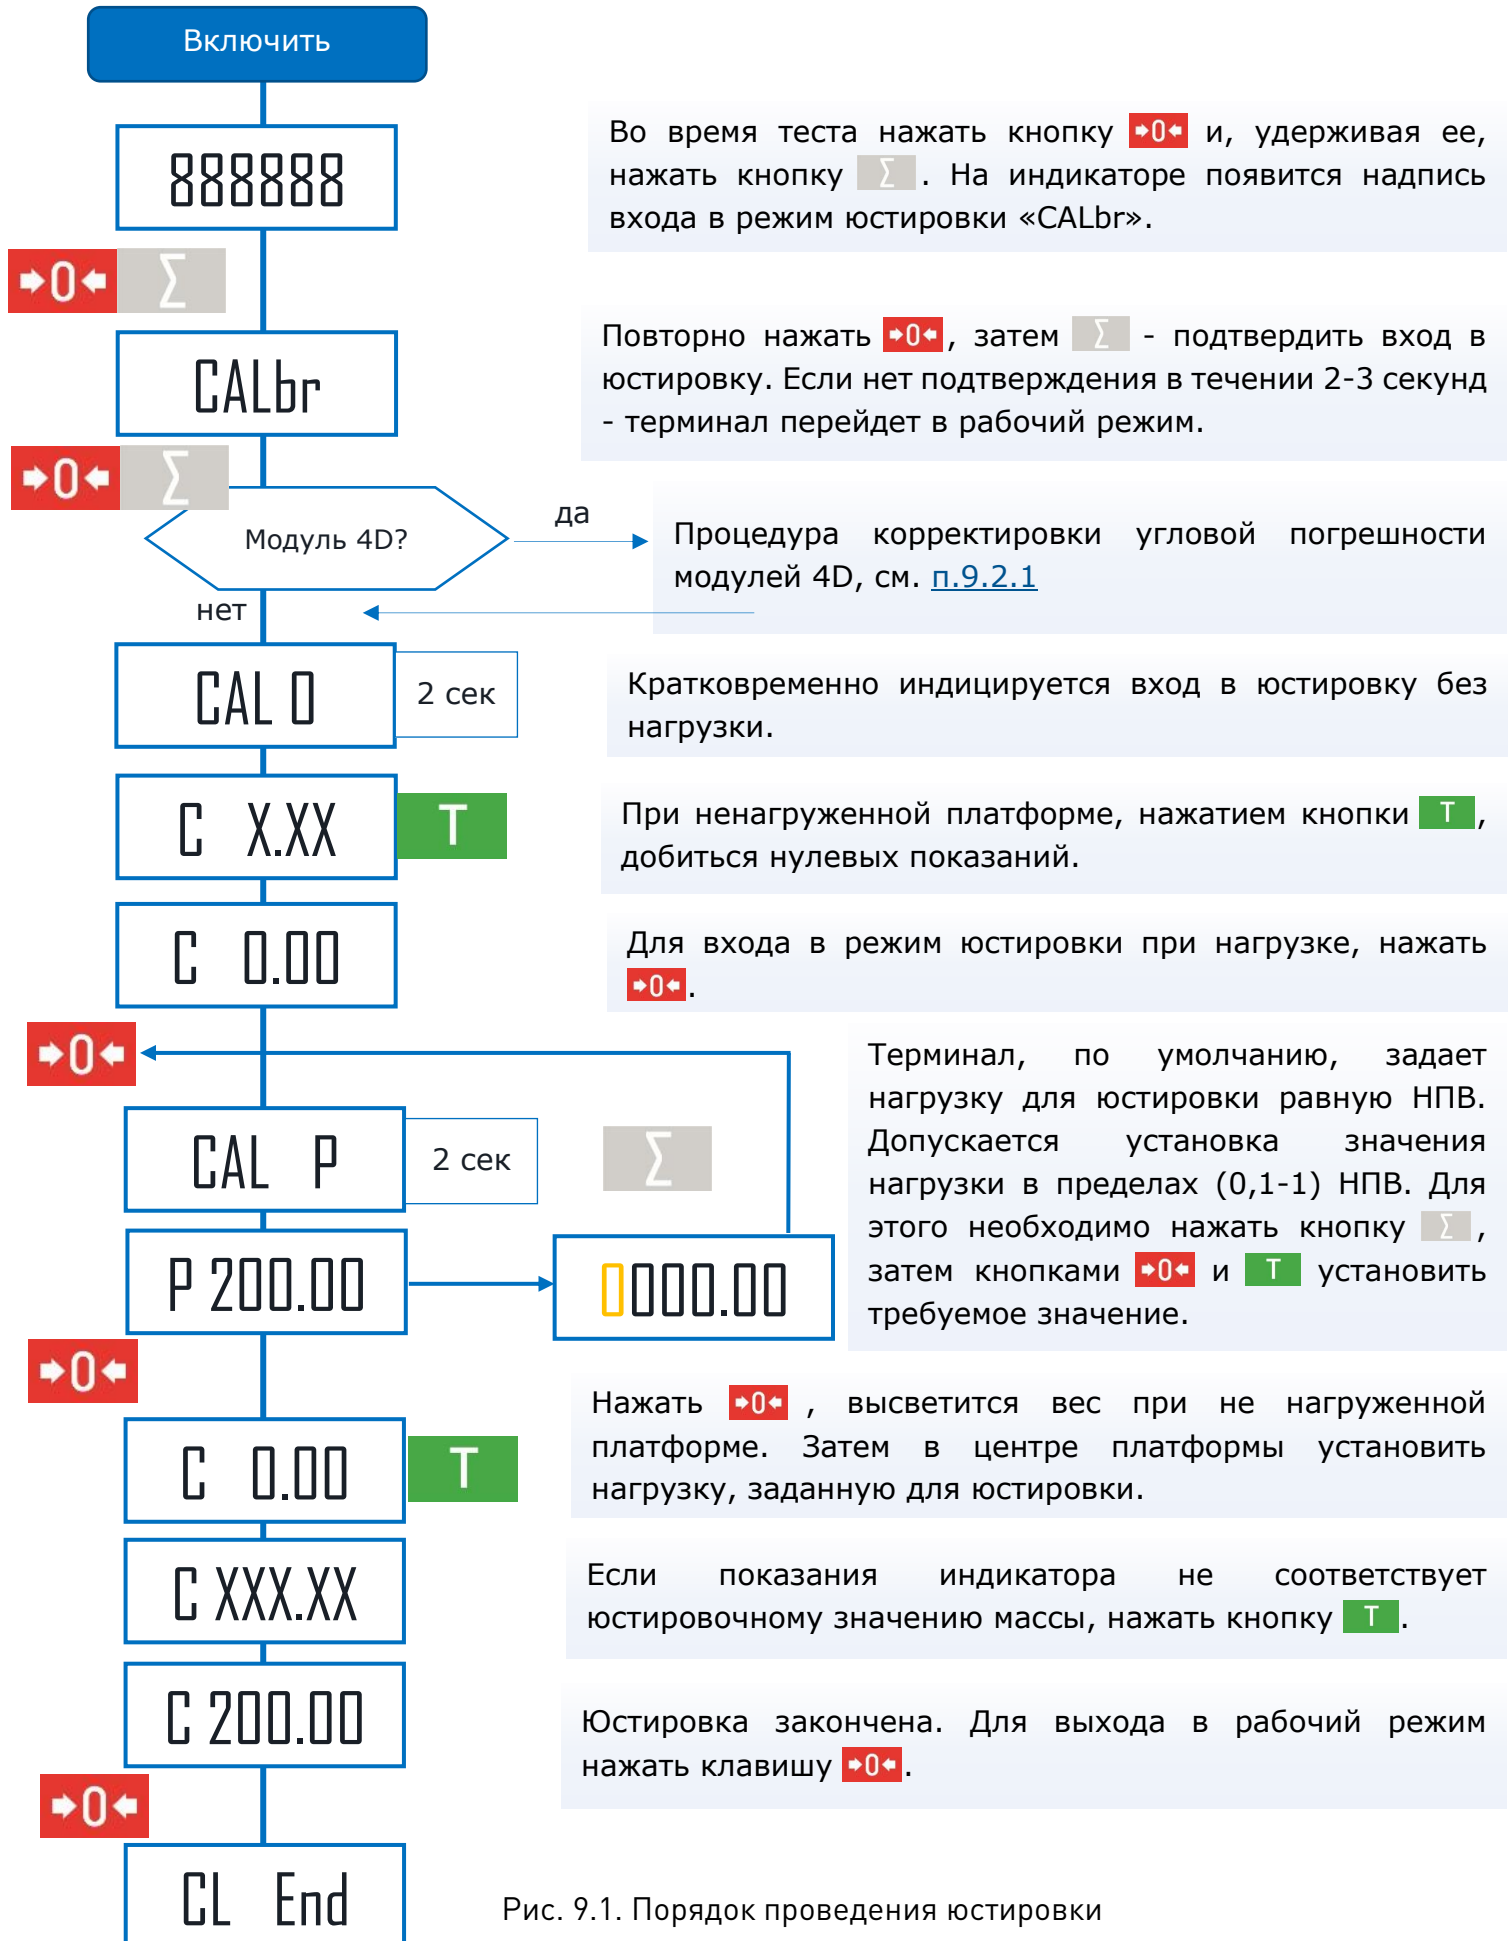 Включить
888888
Во время теста нажать кнопку →0← и, удерживая ее,
нажать кнопку Σ . На индикаторе появится надпись
входа в режим юстировки «CALbr».
→0← Σ
CALbr
Повторно нажать →0←, затем Σ - подтвердить вход в
юстировку. Если нет подтверждения в течении 2-3 секунд
- терминал перейдет в рабочий режим.
→0← Σ
Модуль 4D?
да
Процедура корректировки угловой погрешности
модулей 4D, см. п.9.2.1
нет
CAL 0
2 сек
Кратковременно индицируется вход в юстировку без
нагрузки.
C X.XX
T
При ненагруженной платформе, нажатием кнопки T ,
добиться нулевых показаний.
C 0.00
Для входа в режим юстировки при нагрузке, нажать
→0←.
→0←
CAL P
2 сек
Σ
Терминал, по умолчанию, задает
нагрузку для юстировки равную НПВ.
Допускается установка значения
нагрузки в пределах (0,1-1) НПВ. Для
этого необходимо нажать кнопку Σ ,
затем кнопками →0← и T установить
требуемое значение.
P 200.00
0000.00
→0←
C 0.00
T
Нажать →0← , высветится вес при не нагруженной
платформе. Затем в центре платформы установить
нагрузку, заданную для юстировки.
C XXX.XX
Если показания индикатора не соответствует
юстировочному значению массы, нажать кнопку T .
C 200.00
Юстировка закончена. Для выхода в рабочий режим
нажать клавишу →0←.
→0←
CL End
Рис. 9.1. Порядок проведения юстировки